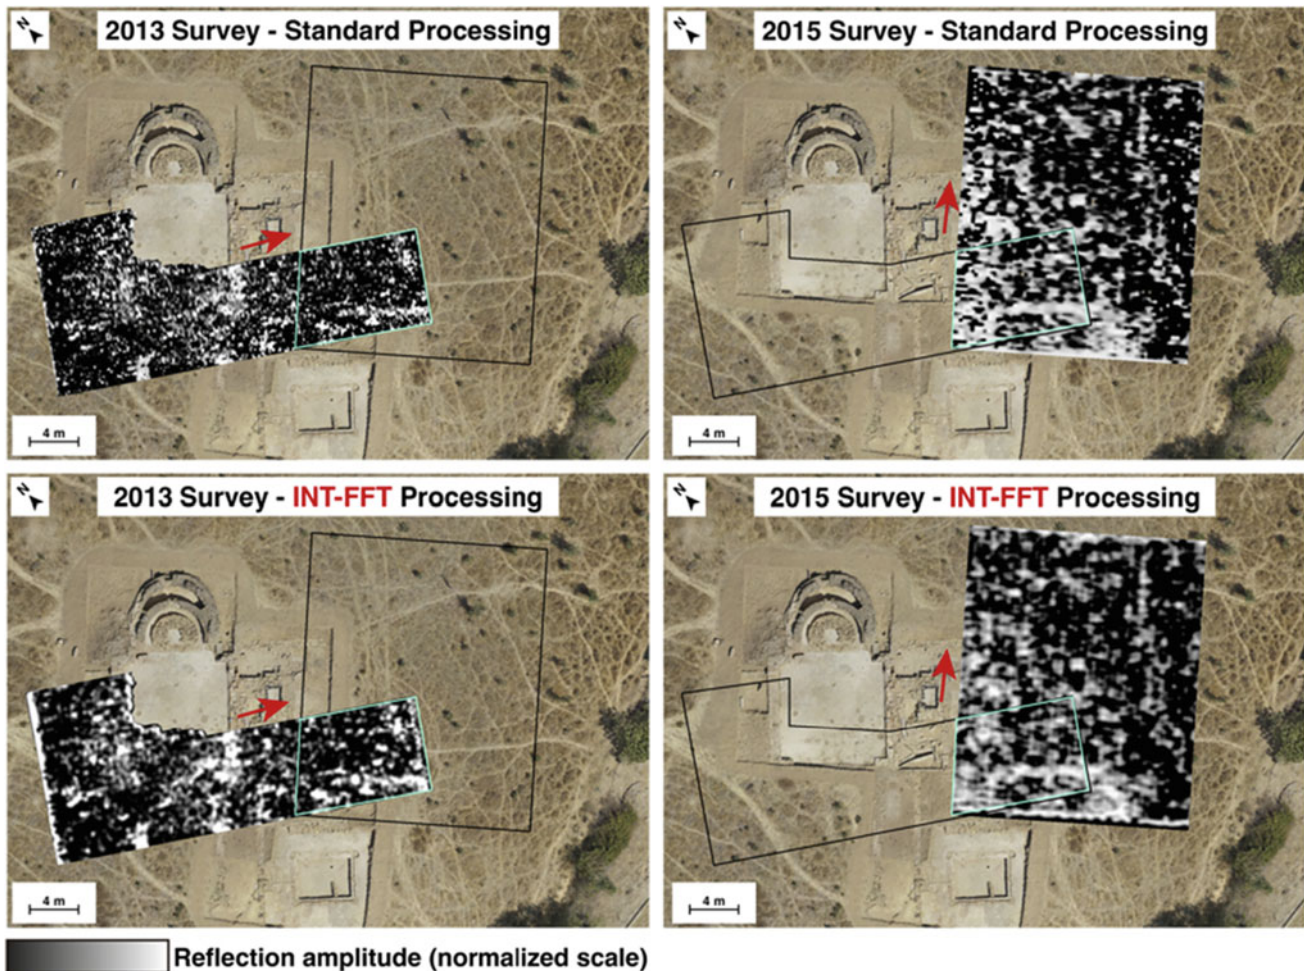 N
2013 Survey - Standard Processing
4 m
N
2015 Survey - Standard Processing
4 m
N
2013 Survey - INT-FFT Processing
4 m
N
2015 Survey - INT-FFT Processing
4 m
Reflection amplitude (normalized scale)